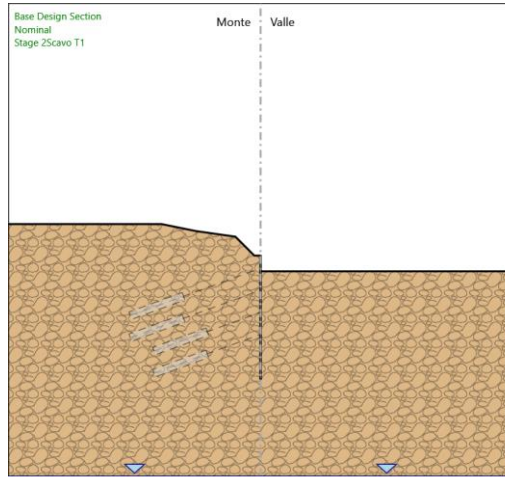 Base Design Section
Nominal
Stage 2Scavo T1
Monte
Valle